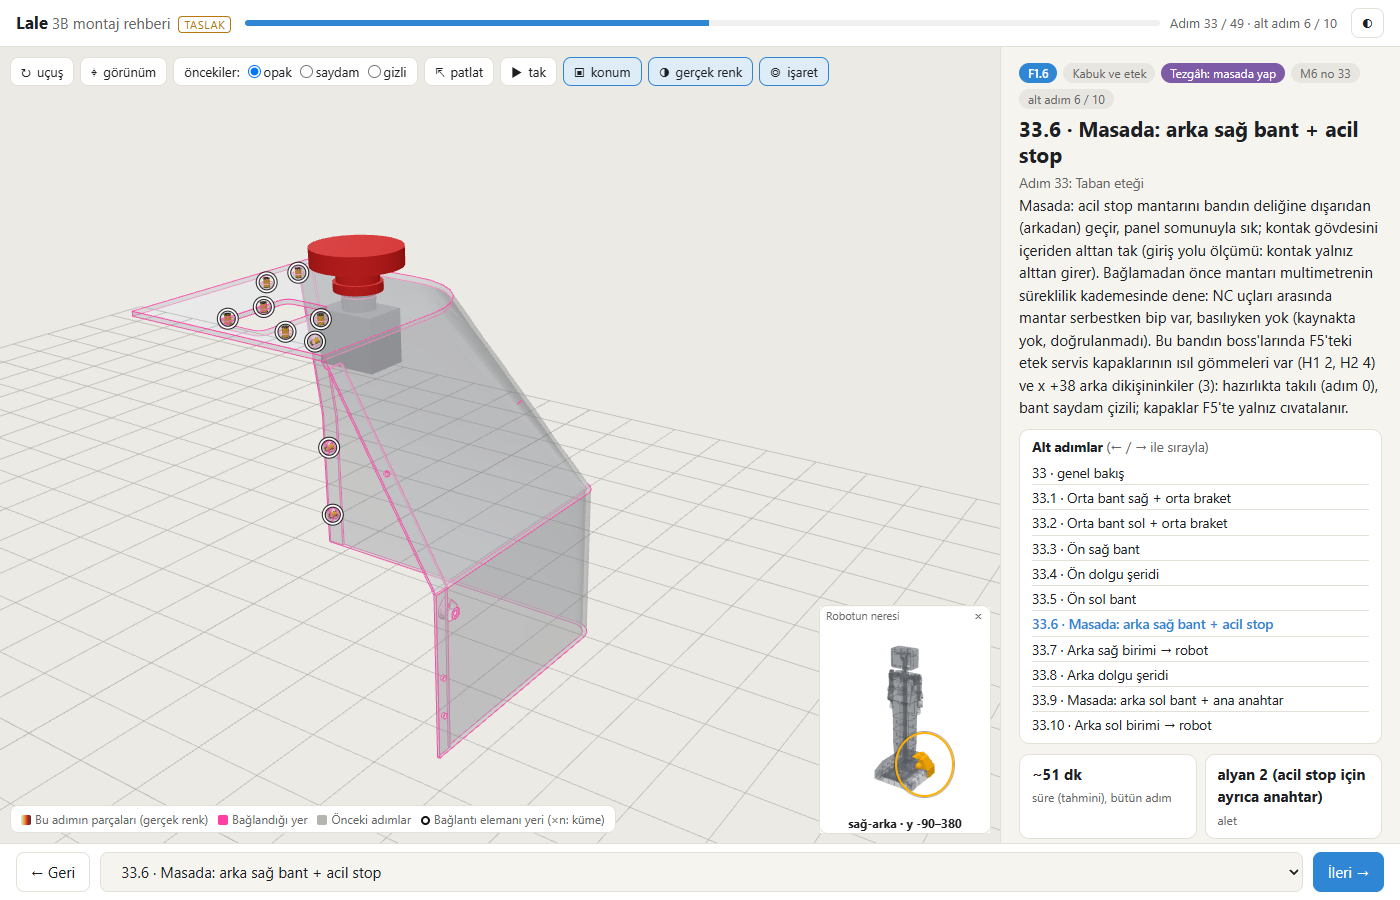 Lale 3B montaj rehberi TASLAK
Adım 33 / 49 · alt adım 6 / 10
↻ uçuş
⌖ görünüm
öncekiler: opak saydam gizli
⇱ patlat
▶ tak
▣ konum
◑ gerçek renk
◎ işaret
F1.6 Kabuk ve etek Tezgâh: masada yap M6 no 33
alt adım 6 / 10
33.6 · Masada: arka sağ bant + acil
stop
Adım 33: Taban eteği
Masada: acil stop mantarını bandın deliğine dışarıdan
(arkadan) geçir, panel somunuyla sık; kontak gövdesini
içeriden alttan tak (giriş yolu ölçümü: kontak yalnız
alttan girer). Bağlamadan önce mantarı multimetrenin
süreklilik kademesinde dene: NC uçları arasında
mantar serbestken bip var, basılıyken yok (kaynakta
yok, doğrulanmadı). Bu bandın boss'larında F5'teki
etek servis kapaklarının ısıl gömmeleri var (H1 2, H2 4)
ve x +38 arka dikişininkiler (3): hazırlıkta takılı (adım 0),
bant saydam çizili; kapaklar F5'te yalnız cıvatalanır.
Alt adımlar (← / → ile sırayla)
33 · genel bakış
33.1 · Orta bant sağ + orta braket
33.2 · Orta bant sol + orta braket
33.3 · Ön sağ bant
33.4 · Ön dolgu şeridi
33.5 · Ön sol bant
33.6 · Masada: arka sağ bant + acil stop
33.7 · Arka sağ birimi → robot
33.8 · Arka dolgu şeridi
33.9 · Masada: arka sol bant + ana anahtar
33.10 · Arka sol birimi → robot
~51 dk
süre (tahmini), bütün adım
alyan 2 (acil stop için
ayrıca anahtar)
alet
Robotun neresi ×
sağ-arka · y -90–380
Bu adımın parçaları (gerçek renk) Bağlandığı yer Önceki adımlar Bağlantı elemanı yeri (×n: küme)
← Geri
33.6 · Masada: arka sağ bant + acil stop
İleri →